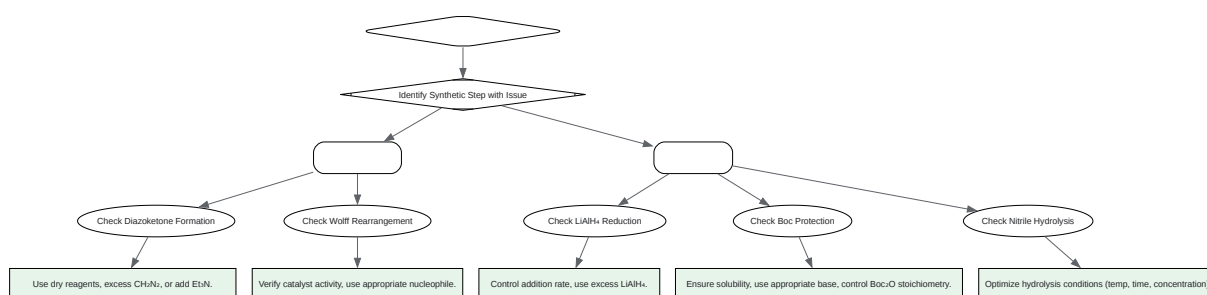 Identify Synthetic Step with Issue
Check Diazoketone Formation
Check Wolff Rearrangement
Check LiAlH₄ Reduction
Check Boc Protection
Check Nitrile Hydrolysis
Use dry reagents, excess CH₂N₂, or add Et₃N.
Verify catalyst activity, use appropriate nucleophile.
Control addition rate, use excess LiAlH₄.
Ensure solubility, use appropriate base, control Boc₂O stoichiometry.
Optimize hydrolysis conditions (temp, time, concentration